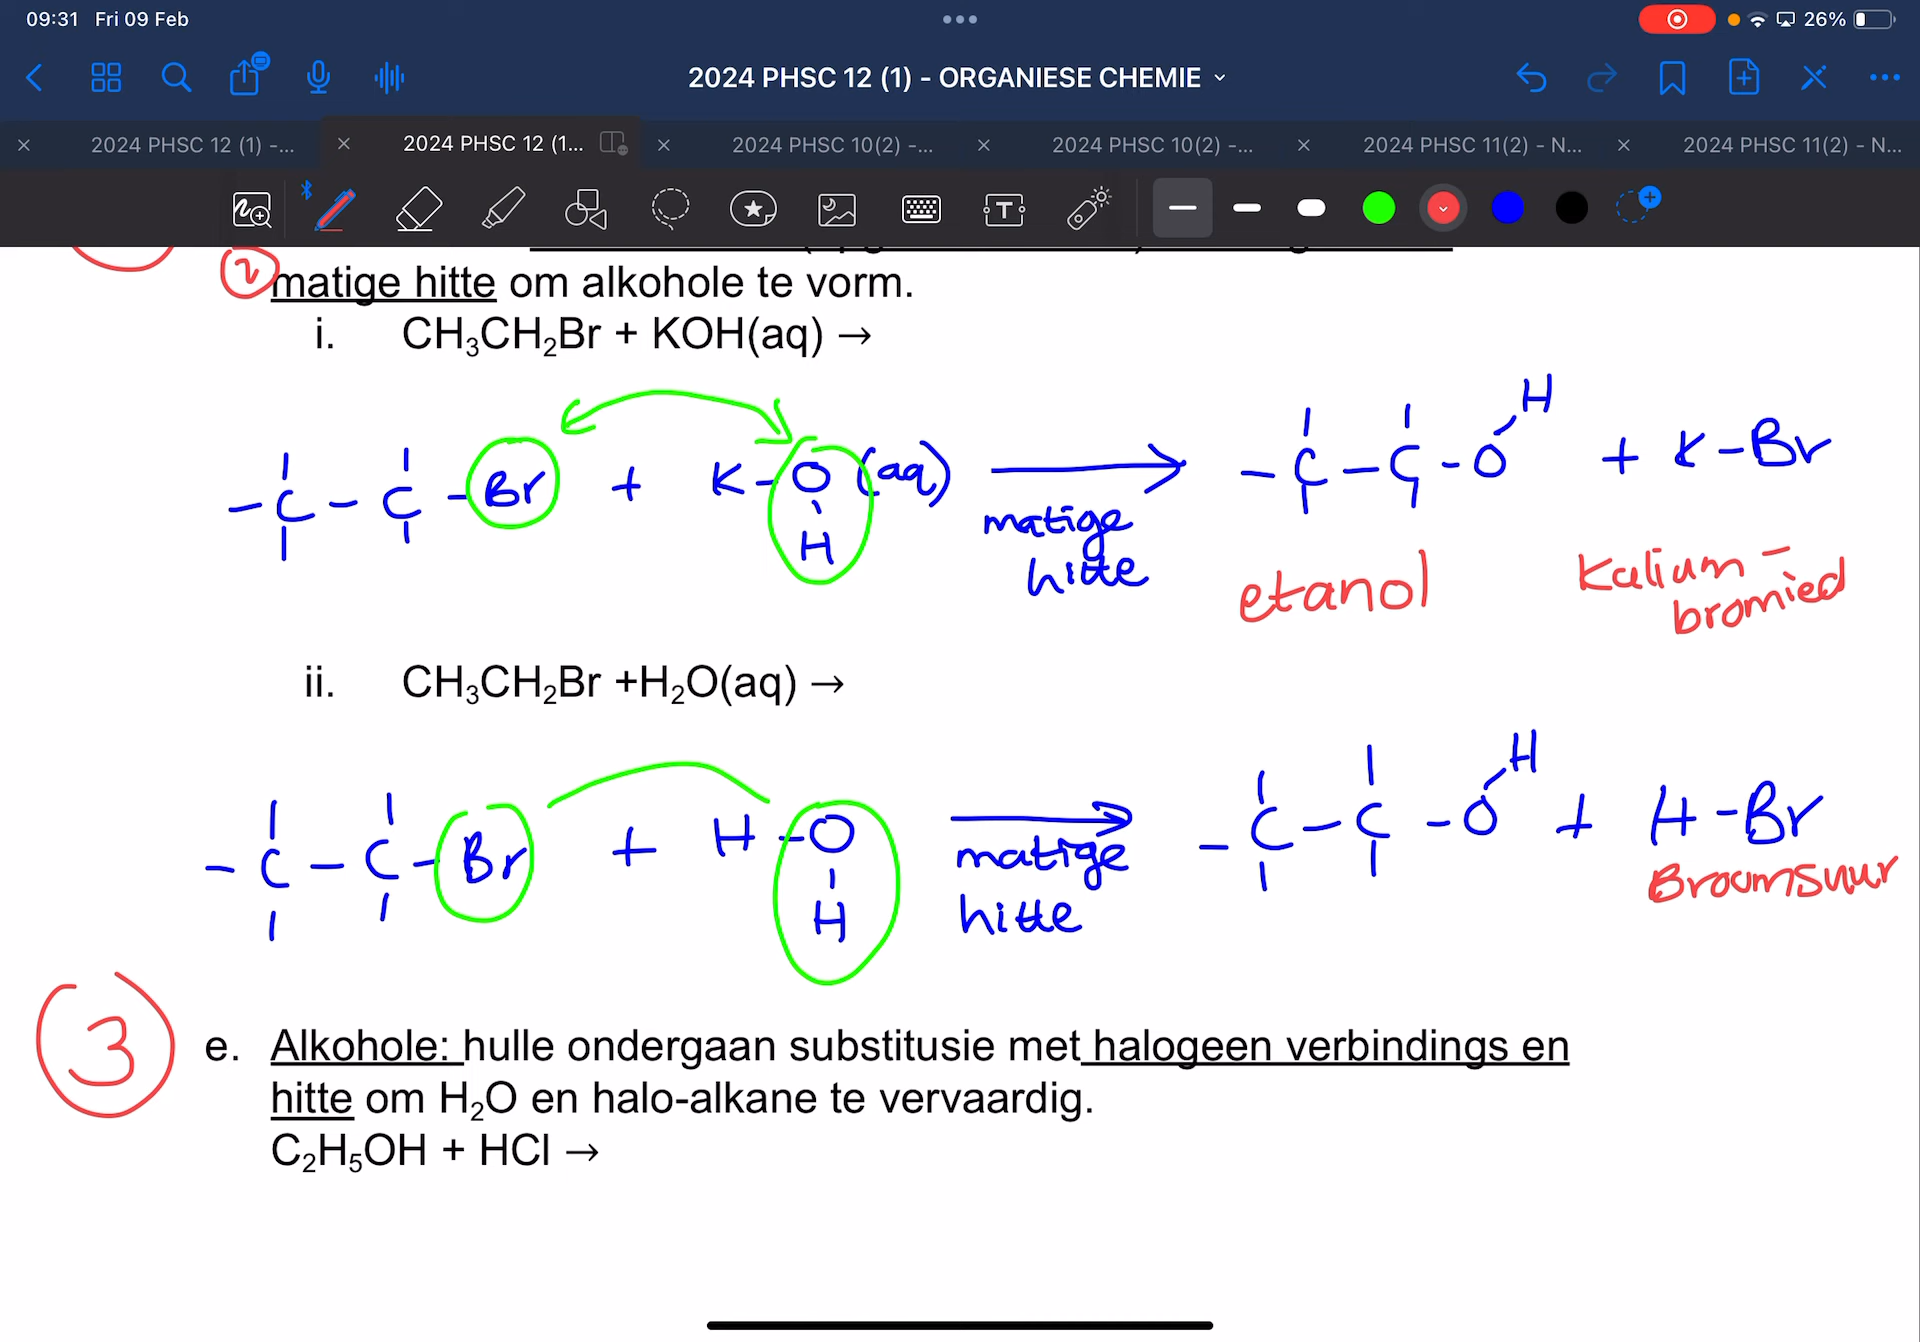 09:31 Fri 09 Feb
26%
2024 PHSC 12 (1) - ORGANIESE CHEMIE
2024 PHSC 12 (1) -... 2024 PHSC 12 (1... 2024 PHSC 10(2) -... 2024 PHSC 10(2) -... 2024 PHSC 11(2) - N... 2024 PHSC 11(2) - N...
2 matige hitte om alkohole te vorm.
i. CH₃CH₂Br + KOH(aq) →
H
- C - C - Br + K - O (aq) → - C - C - O + K - Br
H
matige
hitte
etanol
Kalium-
bromied
ii. CH₃CH₂Br +H₂O(aq) →
H
- C - C - Br + H - O → - C - C - O + H - Br
H
matige
hitte
Broomsuur
3
e. Alkohole: hulle ondergaan substitusie met halogeen verbindings en
hitte om H₂O en halo-alkane te vervaardig.
C₂H₅OH + HCl →